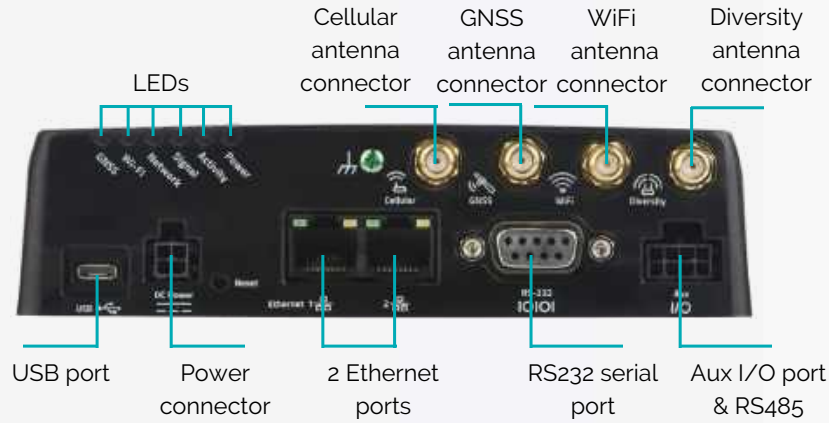 Cellular
antenna
connector
GNSS
antenna
connector
WiFi
antenna
connector
Diversity
antenna
connector
LEDs
GNSS
Wi-Fi
Network
Signal
Activity
Power
Cellular
GNSS
WiFi
Diversity
USB
DC Power
Reset
Ethernet 1
2
RS-232
IOIOI
Aux
I/O
USB port
Power
connector
2 Ethernet
ports
RS232 serial
port
Aux I/O port
& RS485